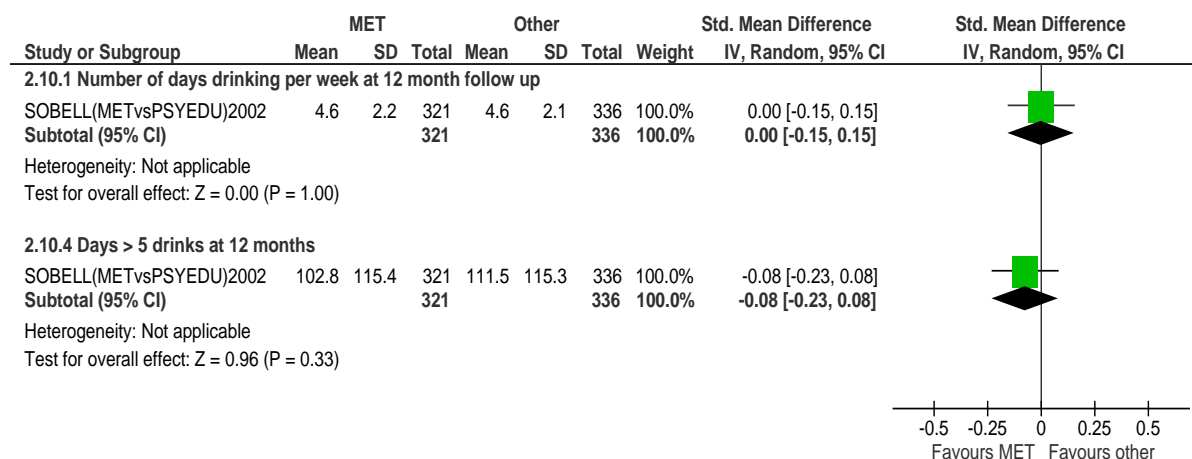 MET Other Std. Mean Difference Std. Mean Difference
Study or Subgroup Mean SD Total Mean SD Total Weight IV, Random, 95% CI IV, Random, 95% CI
2.10.1 Number of days drinking per week at 12 month follow up
SOBELL(METvsPSYEDU)2002 4.6 2.2 321 4.6 2.1 336 100.0% 0.00 [-0.15, 0.15]
Subtotal (95% CI) 321 336 100.0% 0.00 [-0.15, 0.15]
Heterogeneity: Not applicable
Test for overall effect: Z = 0.00 (P = 1.00)
2.10.4 Days > 5 drinks at 12 months
SOBELL(METvsPSYEDU)2002 102.8 115.4 321 111.5 115.3 336 100.0% -0.08 [-0.23, 0.08]
Subtotal (95% CI) 321 336 100.0% -0.08 [-0.23, 0.08]
Heterogeneity: Not applicable
Test for overall effect: Z = 0.96 (P = 0.33)
-0.5 -0.25 0 0.25 0.5
Favours MET Favours other